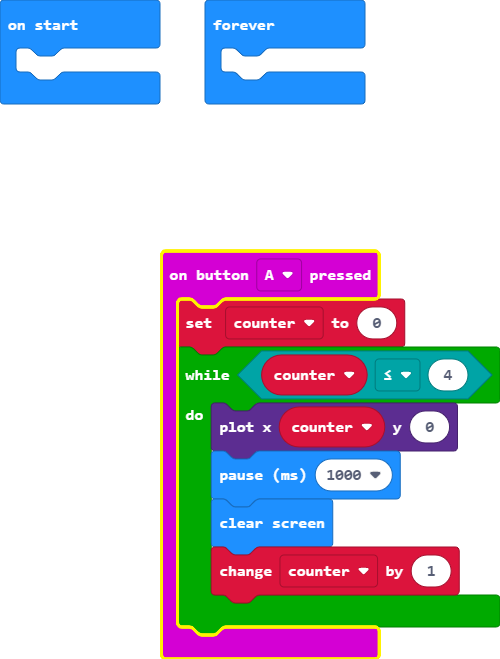 on start
forever
on button A pressed
set counter to 0
while counter ≤ 4
do
plot x counter y 0
pause (ms) 1000
clear screen
change counter by 1